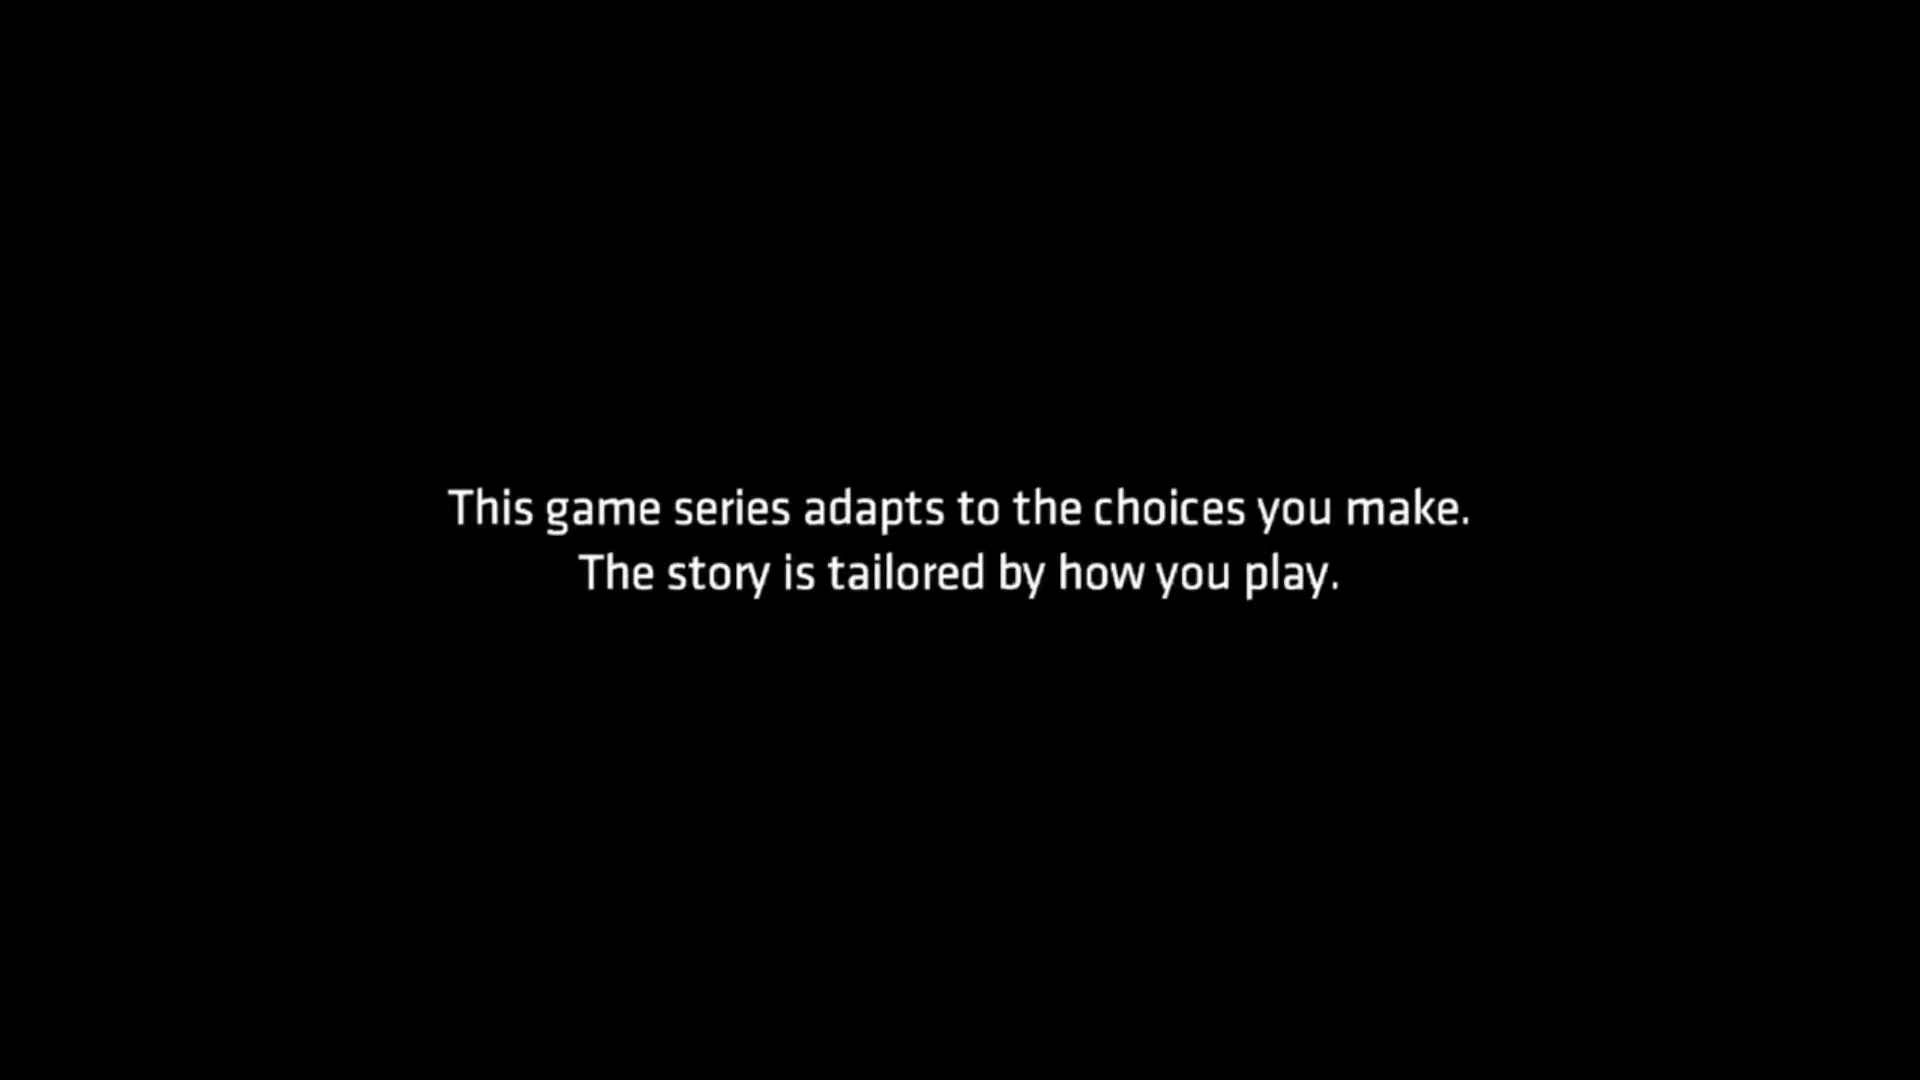 This game series adapts to the choices you make.
The story is tailored by how you play.